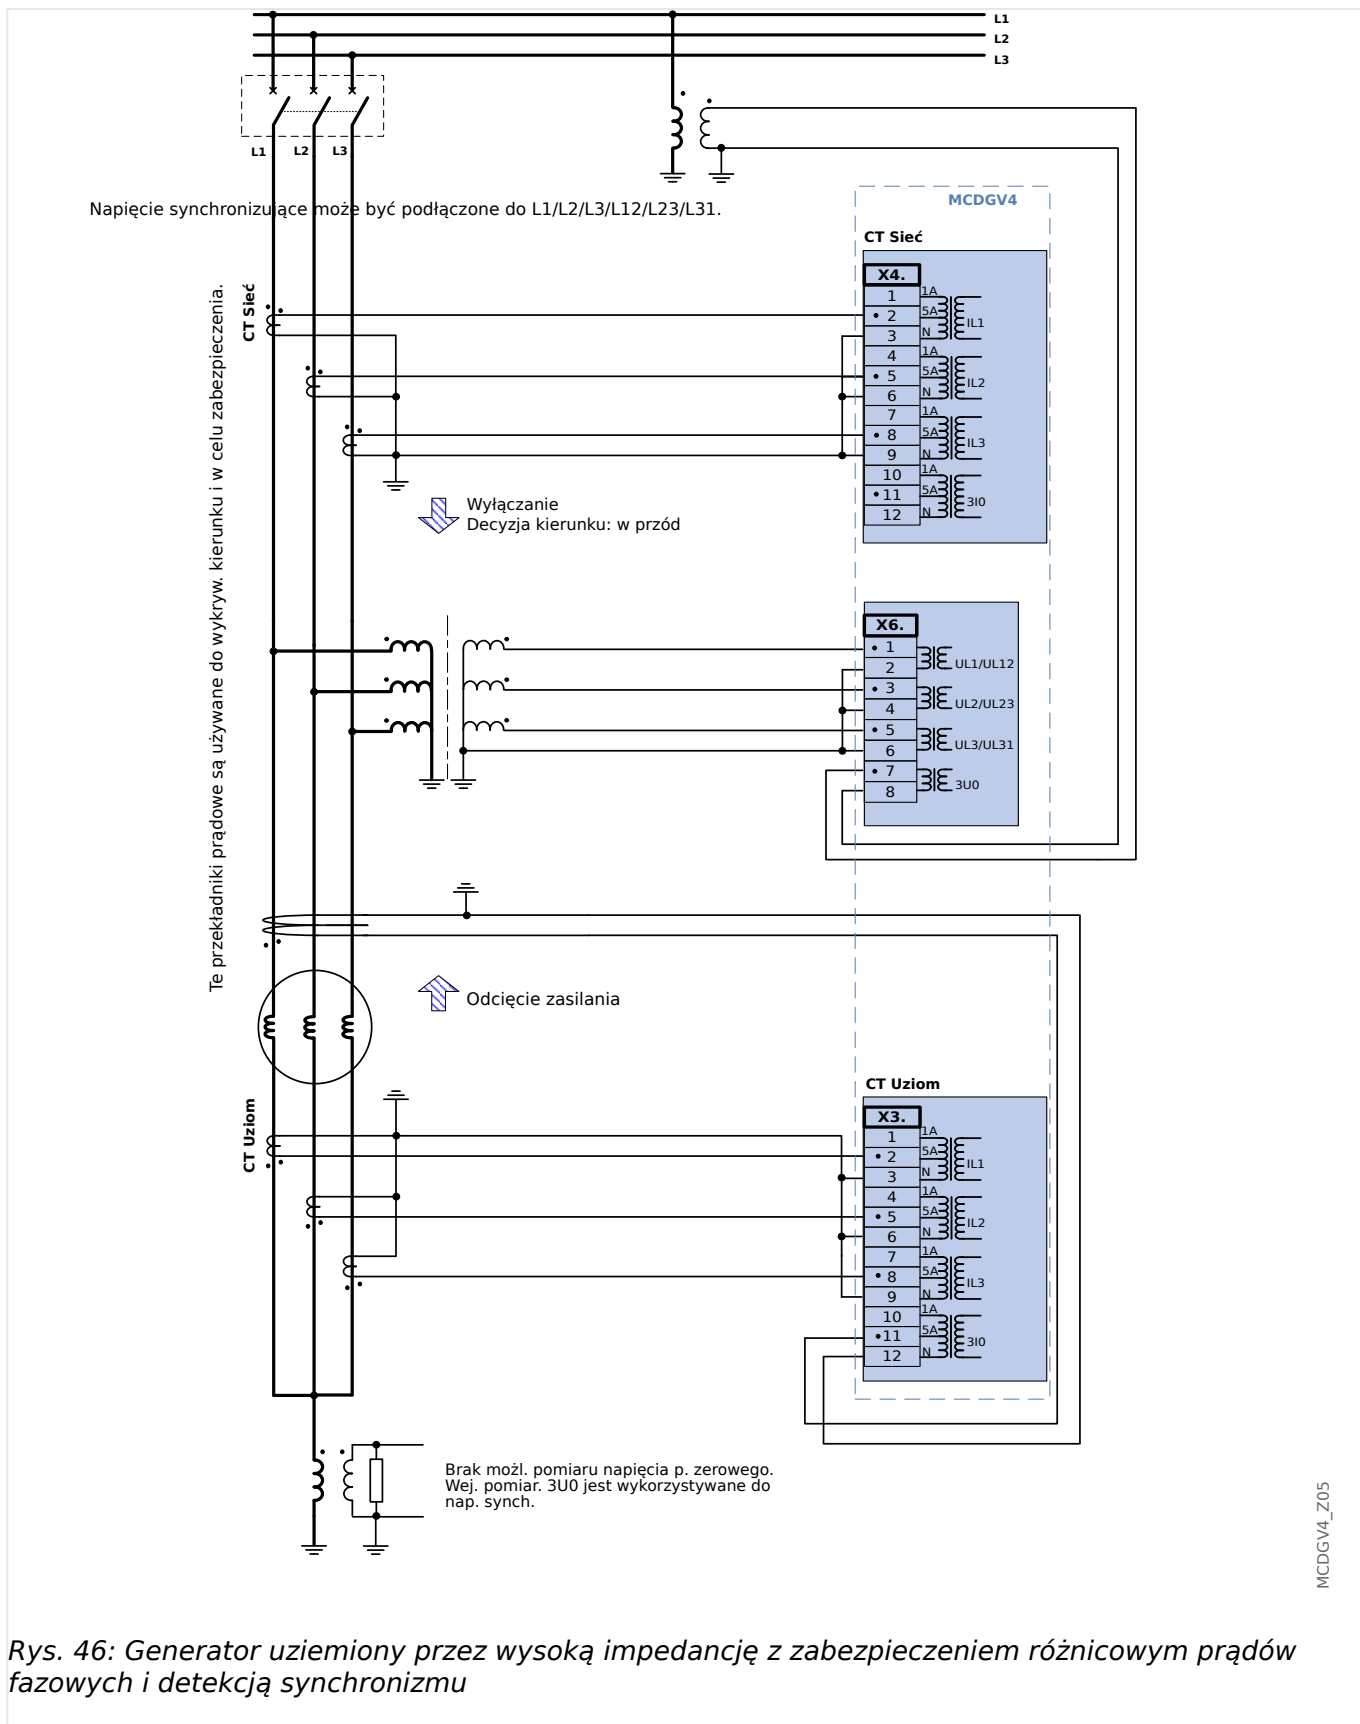 L1
L2
L3
L1
L2
L3
Napięcie synchronizujące może być podłączone do L1/L2/L3/L12/L23/L31.
MCDGV4
CT Sieć
X4.
1
2
3
4
5
6
7
8
9
10
11
12
1A
5A
N
IL1
1A
5A
N
IL2
1A
5A
N
IL3
1A
5A
N
3I0
CT Sieć
Te przekładniki prądowe są używane do wykryw. kierunku i w celu zabezpieczenia.
Wyłączanie
Decyzja kierunku: w przód
X6.
1
2
3
4
5
6
7
8
UL1/UL12
UL2/UL23
UL3/UL31
3U0
Odcięcie zasilania
CT Uziom
CT Uziom
X3.
1
2
3
4
5
6
7
8
9
10
11
12
1A
5A
N
IL1
1A
5A
N
IL2
1A
5A
N
IL3
1A
5A
N
3I0
Brak możl. pomiaru napięcia p. zerowego.
Wej. pomiar. 3U0 jest wykorzystywane do
nap. synch.
MCDGV4_Z05
Rys. 46: Generator uziemiony przez wysoką impedancję z zabezpieczeniem różnicowym prądów
fazowych i detekcją synchronizmu